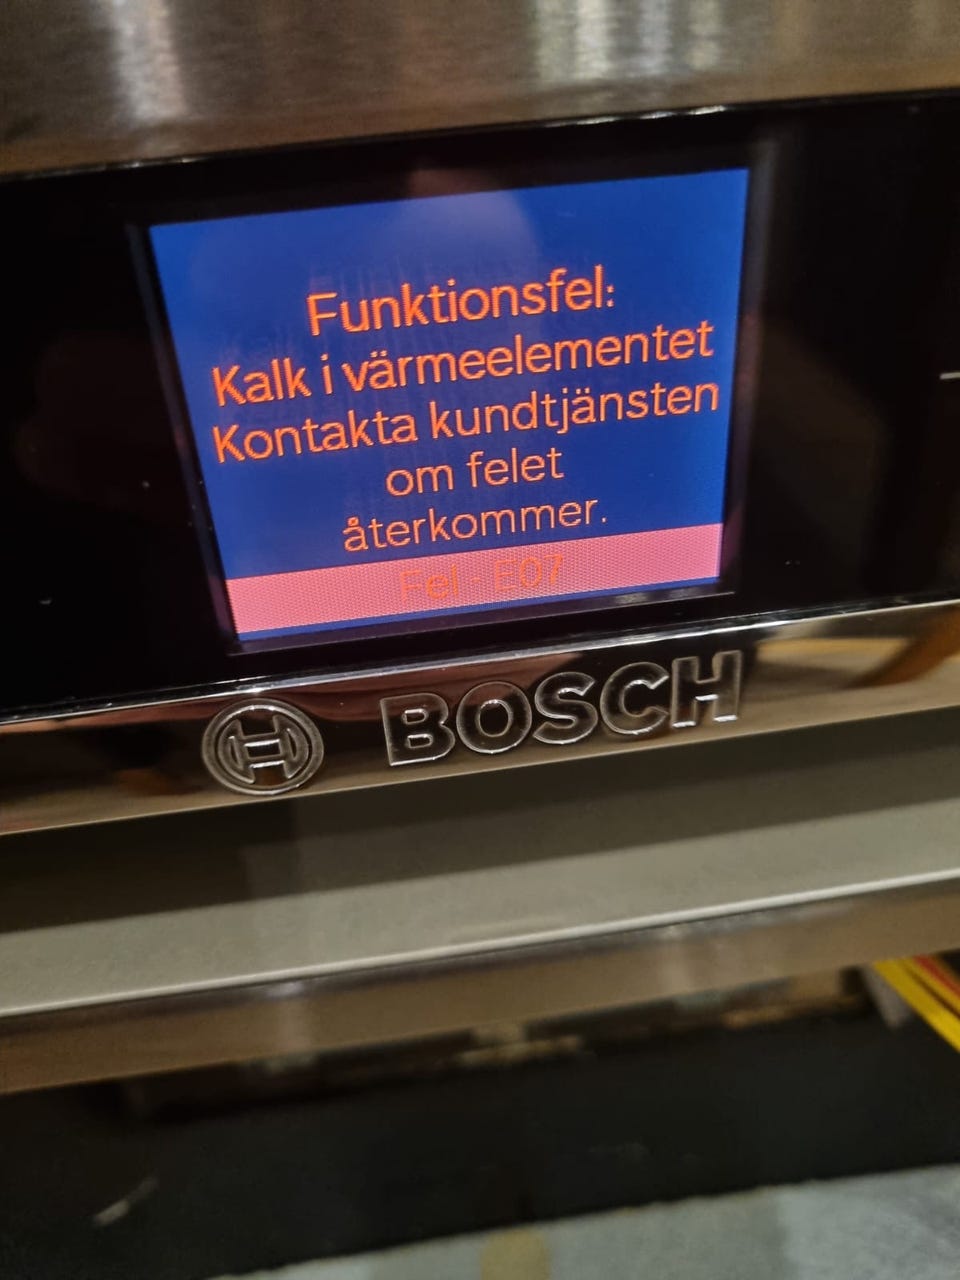 Funktionsfel:
Kalk i värmeelementet
Kontakta kundtjänsten
om felet
återkommer.
Fel - E07
BOSCH